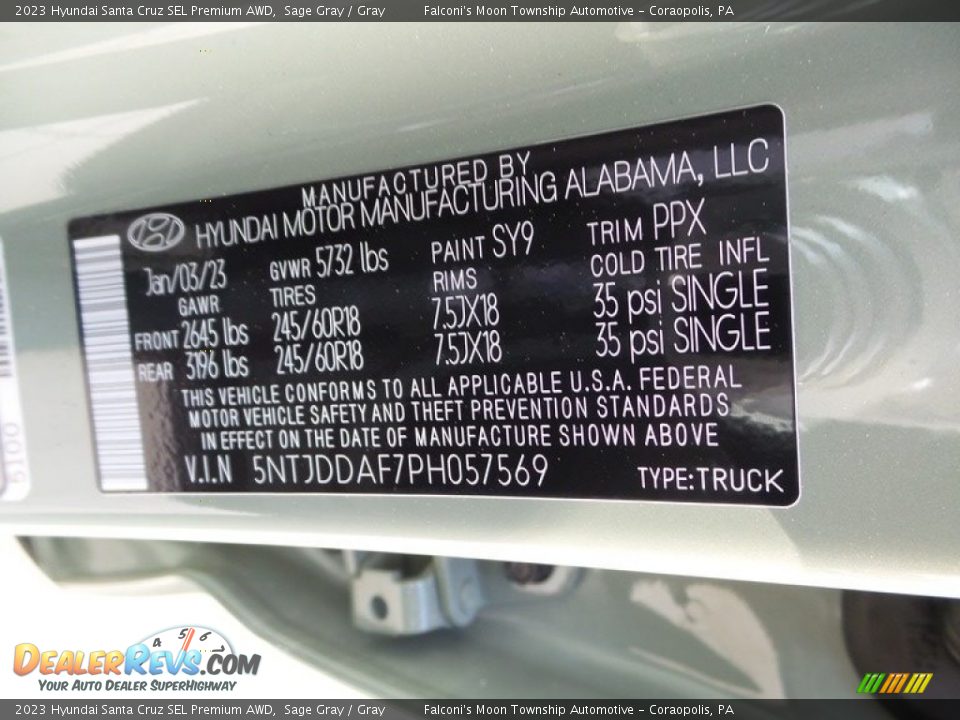 2023 Hyundai Santa Cruz SEL Premium AWD, Sage Gray / Gray Falconi's Moon Township Automotive - Coraopolis, PA
MANUFACTURED BY
HYUNDAI MOTOR MANUFACTURING ALABAMA, LLC
Jan/03/23 GVWR 5732 lbs PAINT SY9 TRIM PPX
GAWR TIRES RIMS COLD TIRE INFL
FRONT 2645 lbs 245/60R18 7.5JX18 35 psi SINGLE
REAR 3196 lbs 245/60R18 7.5JX18 35 psi SINGLE
THIS VEHICLE CONFORMS TO ALL APPLICABLE U.S.A. FEDERAL
MOTOR VEHICLE SAFETY AND THEFT PREVENTION STANDARDS
IN EFFECT ON THE DATE OF MANUFACTURE SHOWN ABOVE
V.I.N 5NTJDDAF7PH057569 TYPE:TRUCK
4 5 6
DEALERREVS.COM
YOUR AUTO DEALER SUPERHIGHWAY
2023 Hyundai Santa Cruz SEL Premium AWD, Sage Gray / Gray Falconi's Moon Township Automotive - Coraopolis, PA